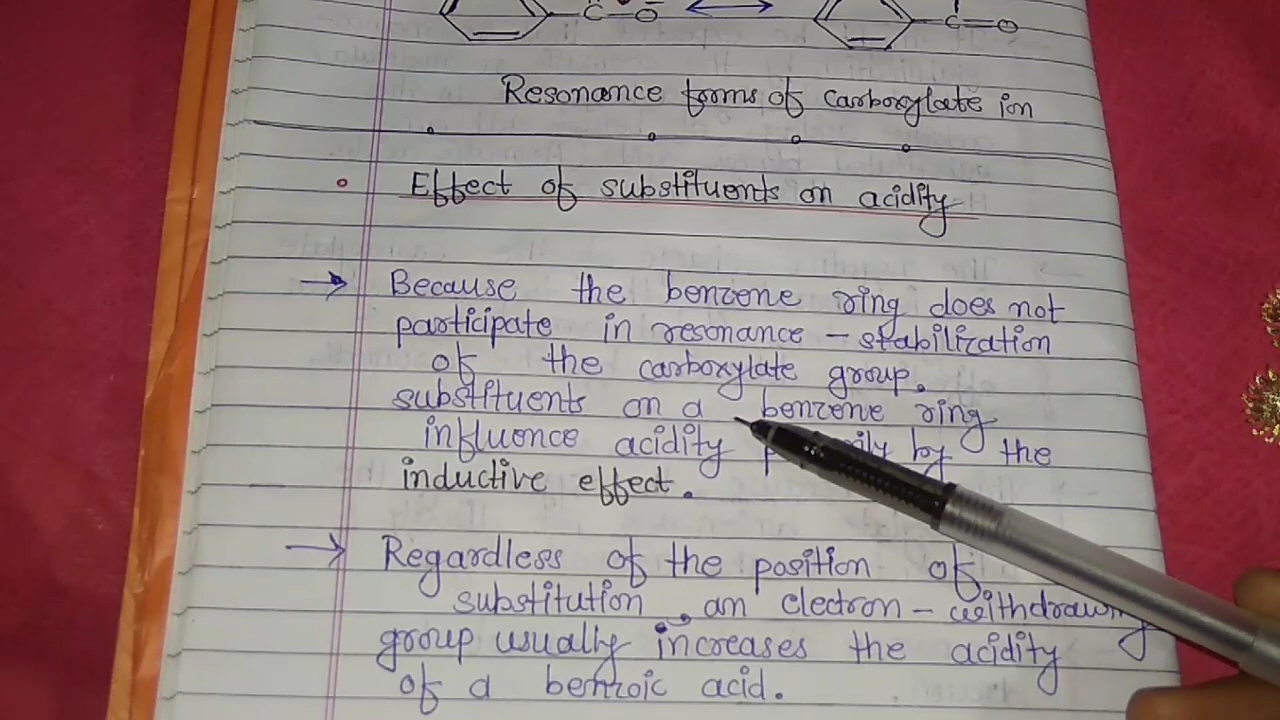 C–O C–O
Resonance forms of carboxylate ion
Effect of substituents on acidity
→ Because the benzene ring does not
participate in resonance – stabilization
of the carboxylate group.
substituents on a benzene ring
influence acidity by the
inductive effect.
→ Regardless of the position of
substitution, an electron – withdrawing
group usually increases the acidity
of a benzoic acid.